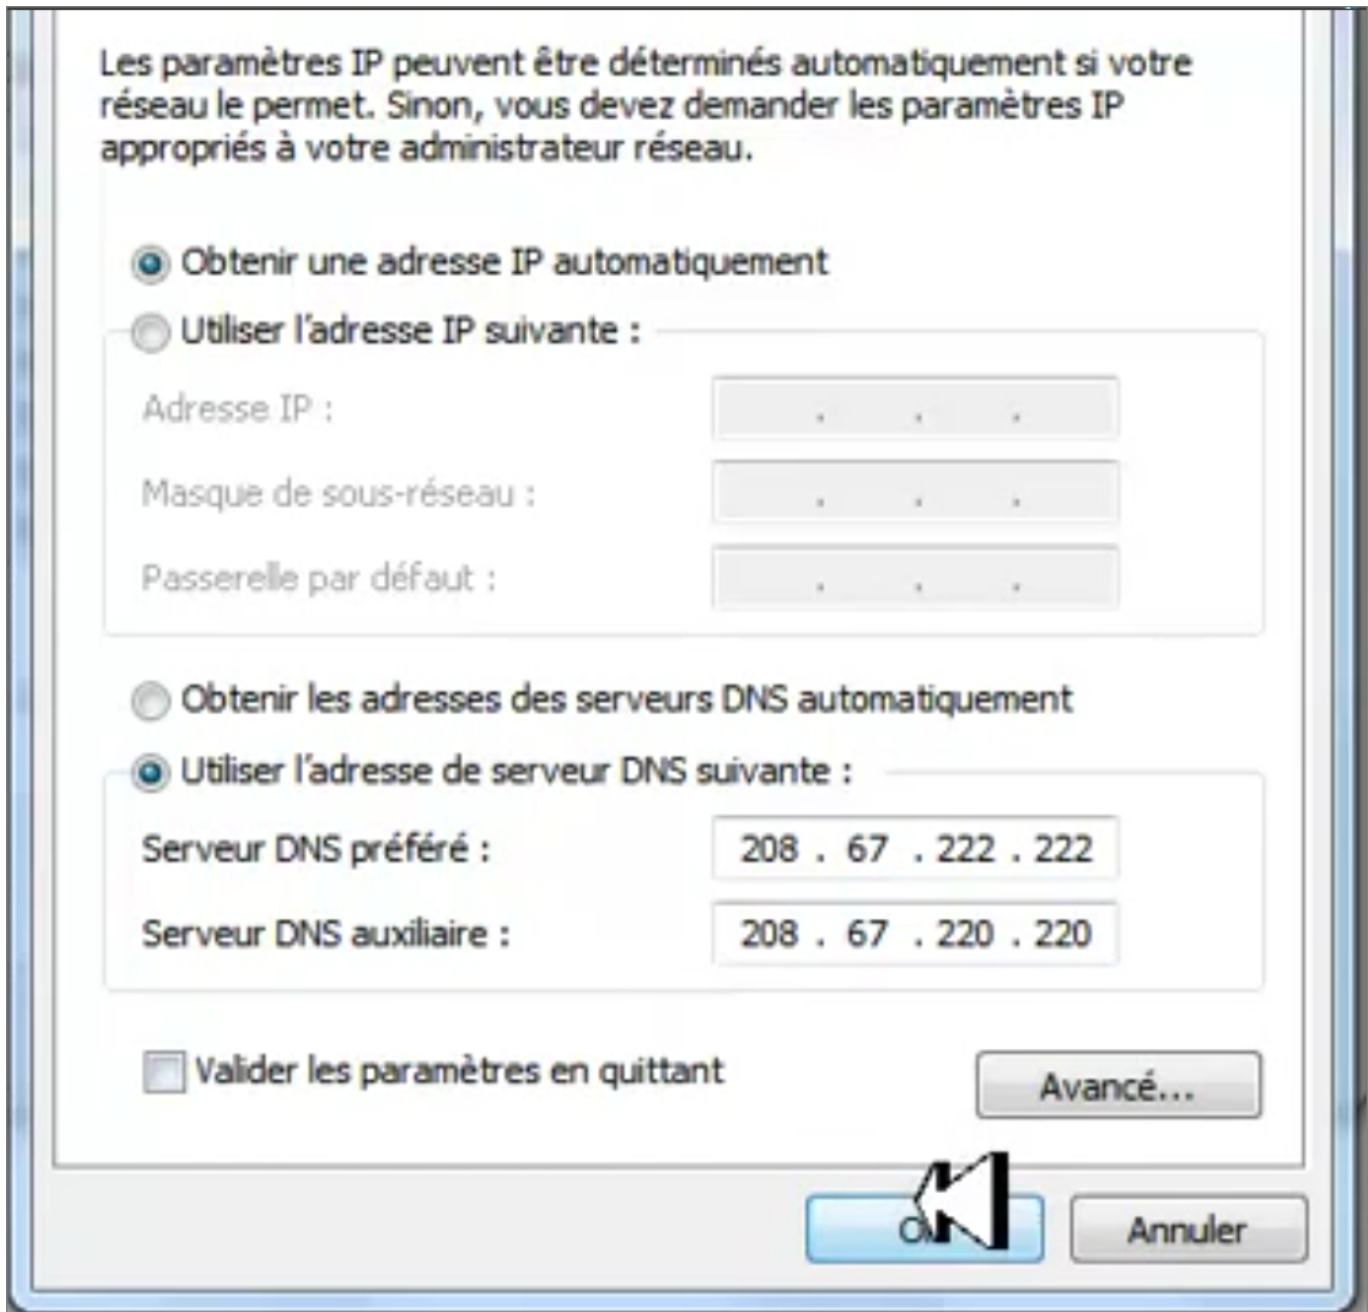 Les paramètres IP peuvent être déterminés automatiquement si votre
réseau le permet. Sinon, vous devez demander les paramètres IP
appropriés à votre administrateur réseau.
Obtenir une adresse IP automatiquement
Utiliser l'adresse IP suivante :
Adresse IP : . . .
Masque de sous-réseau : . . .
Passerelle par défaut : . . .
Obtenir les adresses des serveurs DNS automatiquement
Utiliser l'adresse de serveur DNS suivante :
Serveur DNS préféré : 208 . 67 . 222 . 222
Serveur DNS auxiliaire : 208 . 67 . 220 . 220
Valider les paramètres en quittant
Avancé...
Annuler